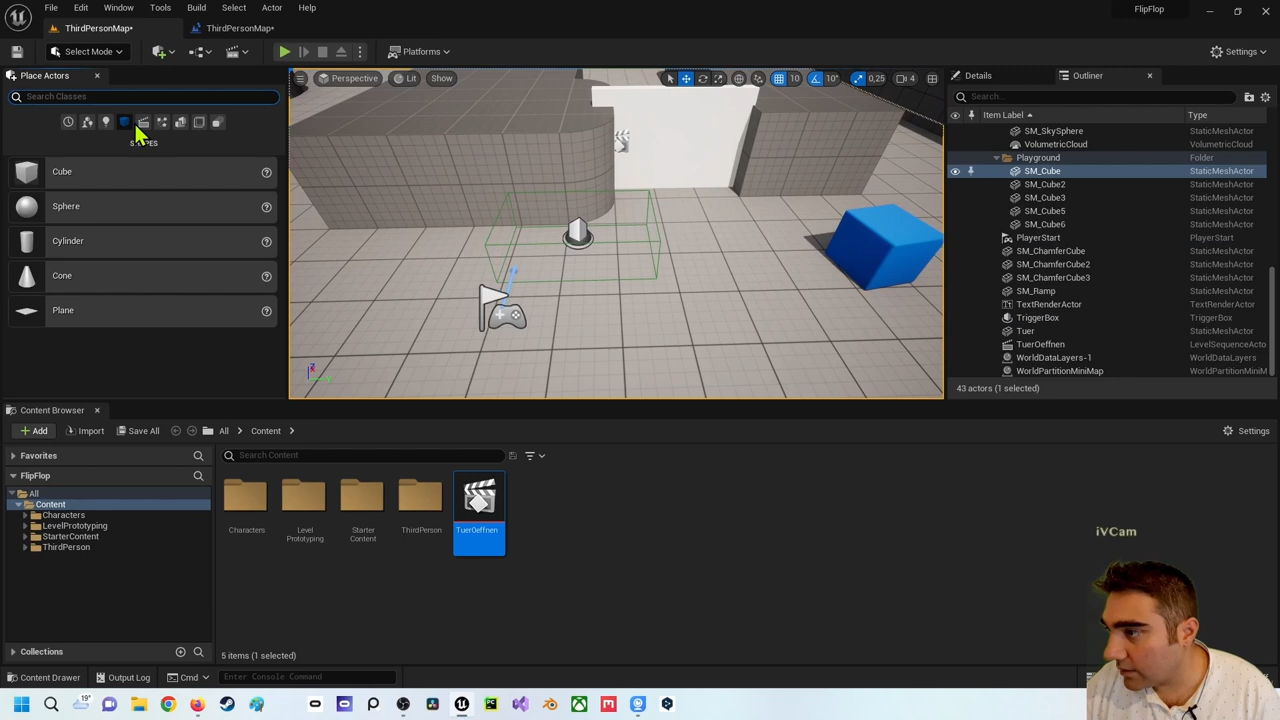 File Edit Window Tools Build Select Actor Help
FlipFlop
ThirdPersonMap* ThirdPersonMap*
Select Mode Platforms Settings
Place Actors
Search Classes
SHAPES
Cube
Sphere
Cylinder
Cone
Plane
Perspective Lit Show 10 10° 0,25 4
Details Outliner
Search...
Item Label Type
SM_SkySphere StaticMeshActor
VolumetricCloud VolumetricCloud
Playground Folder
SM_Cube StaticMeshActor
SM_Cube2 StaticMeshActor
SM_Cube3 StaticMeshActor
SM_Cube5 StaticMeshActor
SM_Cube6 StaticMeshActor
PlayerStart PlayerStart
SM_ChamferCube StaticMeshActor
SM_ChamferCube2 StaticMeshActor
SM_ChamferCube3 StaticMeshActor
SM_Ramp StaticMeshActor
TextRenderActor TextRenderActor
TriggerBox TriggerBox
Tuer StaticMeshActor
TuerOeffnen LevelSequenceActo
WorldDataLayers-1 WorldDataLayers
WorldPartitionMiniMap WorldPartitionMiniM
43 actors (1 selected)
Content Browser
Add Import Save All All Content Settings
Favorites
FlipFlop
All
Content
Characters
LevelPrototyping
StarterContent
ThirdPerson
Collections
Search Content
Characters
Level Prototyping
Starter Content
ThirdPerson
TuerOeffnen
5 items (1 selected)
iVCam
Content Drawer Output Log Cmd Enter Console Command
19°